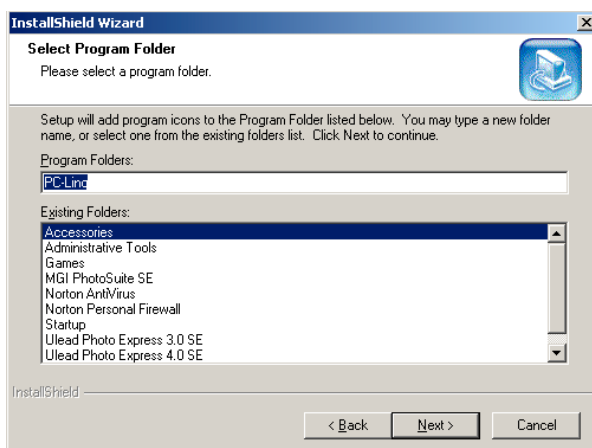 InstallShield Wizard
Select Program Folder
Please select a program folder.
Setup will add program icons to the Program Folder listed below. You may type a new folder
name, or select one from the existing folders list. Click Next to continue.
Program Folders:
PC-Linq
Existing Folders:
Accessories
Administrative Tools
Games
MGI PhotoSuite SE
Norton AntiVirus
Norton Personal Firewall
Startup
Ulead Photo Express 3.0 SE
Ulead Photo Express 4.0 SE
InstallShield
< Back
Next >
Cancel